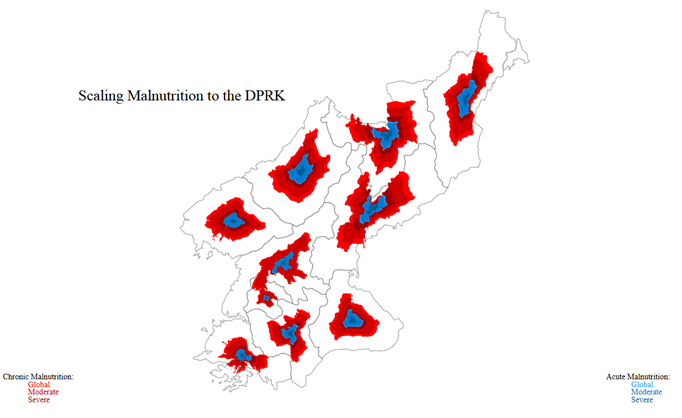 Scaling Malnutrition to the DPRK
Chronic Malnutrition:
Global
Moderate
Severe
Acute Malnutrition:
Global
Moderate
Severe